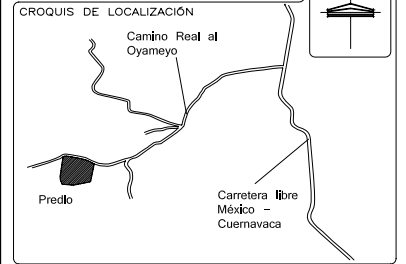 CROQUIS DE LOCALIZACIÓN
Camino Real al
Oyameyo
Predio
Carretera libre
México –
Cuernavaca